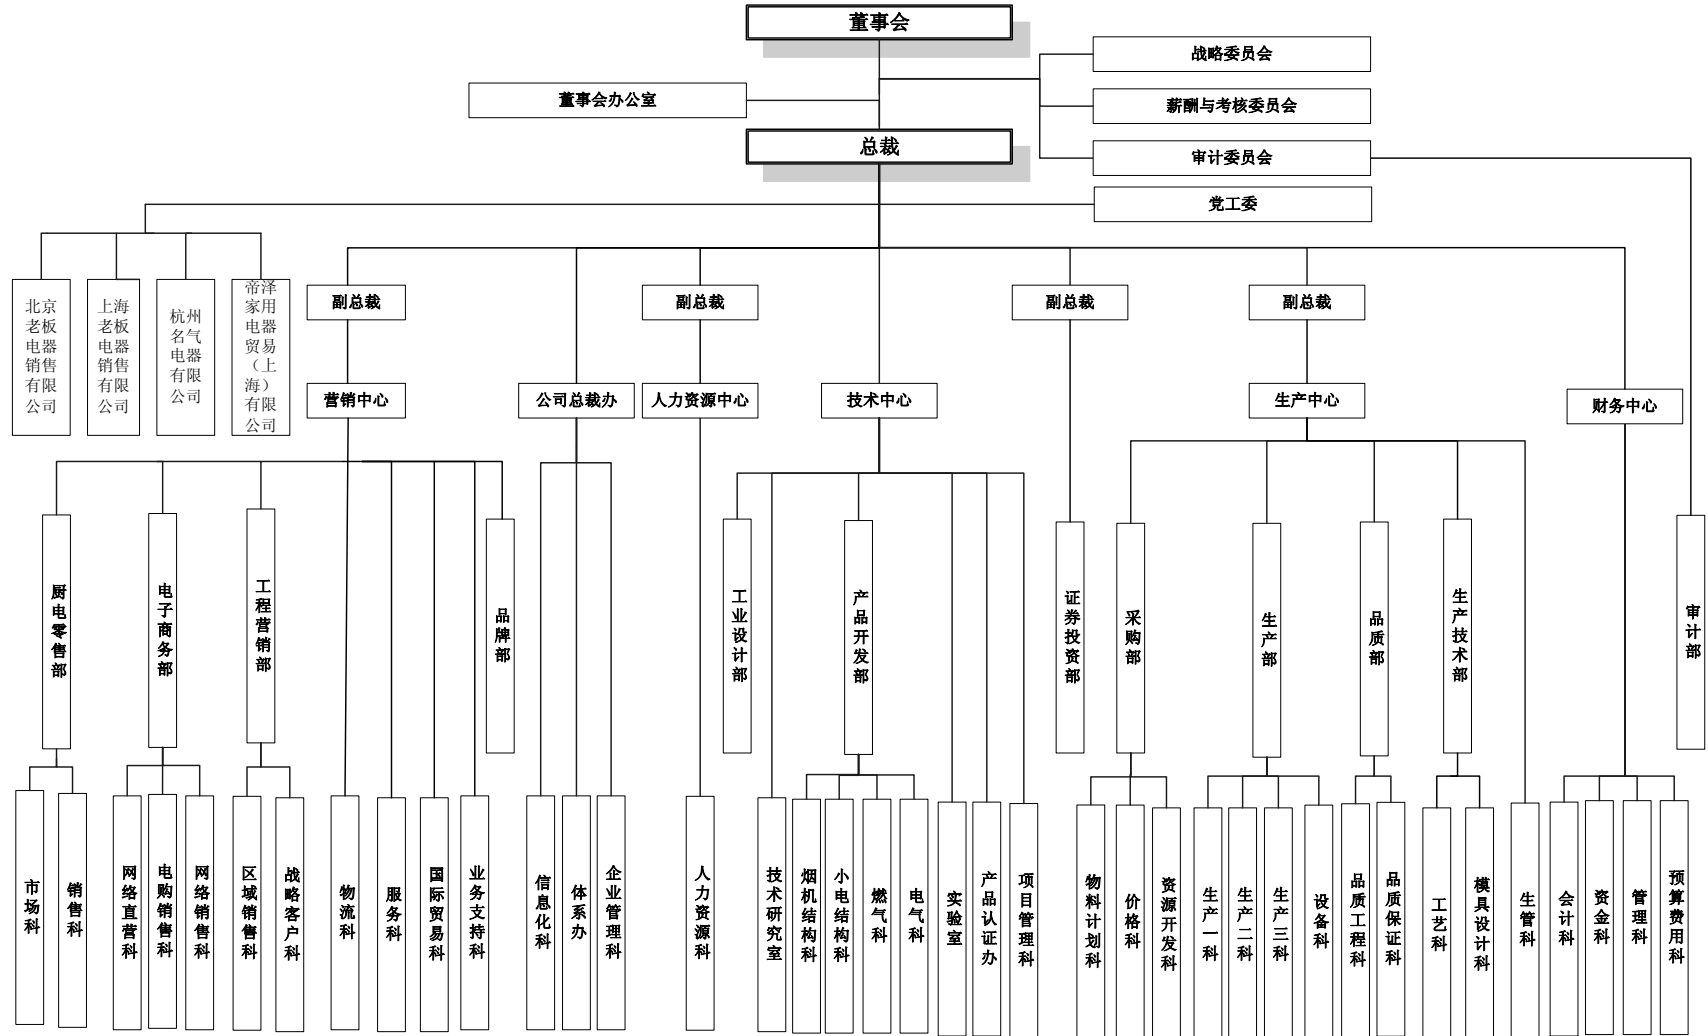 董事会
战略委员会
董事会办公室
薪酬与考核委员会
总裁
审计委员会
党工委
北京
老板
电器
销售
有限
公司
上海
老板
电器
销售
有限
公司
杭州
名气
电器
有限
公司
帝泽
家用
电器
贸易
（上
海）
有限
公司
副总裁
副总裁
副总裁
副总裁
营销中心
公司总裁办
人力资源中心
技术中心
生产中心
财务中心
厨电零售部
电子商务部
工程营销部
品牌部
工业设计部
产品开发部
证券投资部
采购部
生产部
品质部
生产技术部
审计部
市场科
销售科
网络直营科
电购销售科
网络销售科
区域销售科
战略客户科
物流科
服务科
国际贸易科
业务支持科
信息化科
体系办
企业管理科
人力资源科
技术研究室
烟机结构科
小电结构科
燃气科
电气科
实验室
产品认证办
项目管理科
物料计划科
价格科
资源开发科
生产一科
生产二科
生产三科
设备科
品质工程科
品质保证科
工艺科
模具设计科
生管科
会计科
资金科
管理科
预算费用科